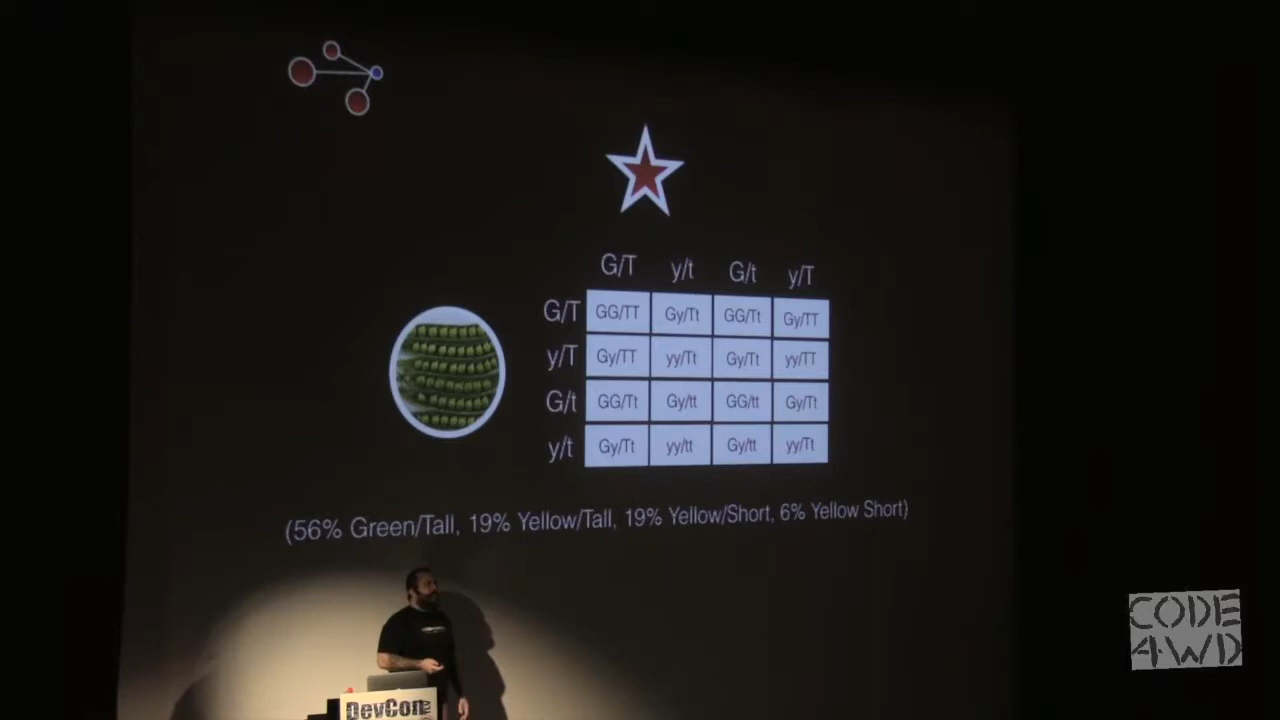 G/T y/t G/t y/T
G/T GG/TT Gy/Tt GG/Tt Gy/TT
y/T Gy/TT yy/Tt Gy/Tt yy/TT
G/t GG/Tt Gy/tt GG/tt Gy/Tt
y/t Gy/Tt yy/tt Gy/tt yy/Tt
(56% Green/Tall, 19% Yellow/Tall, 19% Yellow/Short, 6% Yellow Short)
DevCon
CODE
4WD